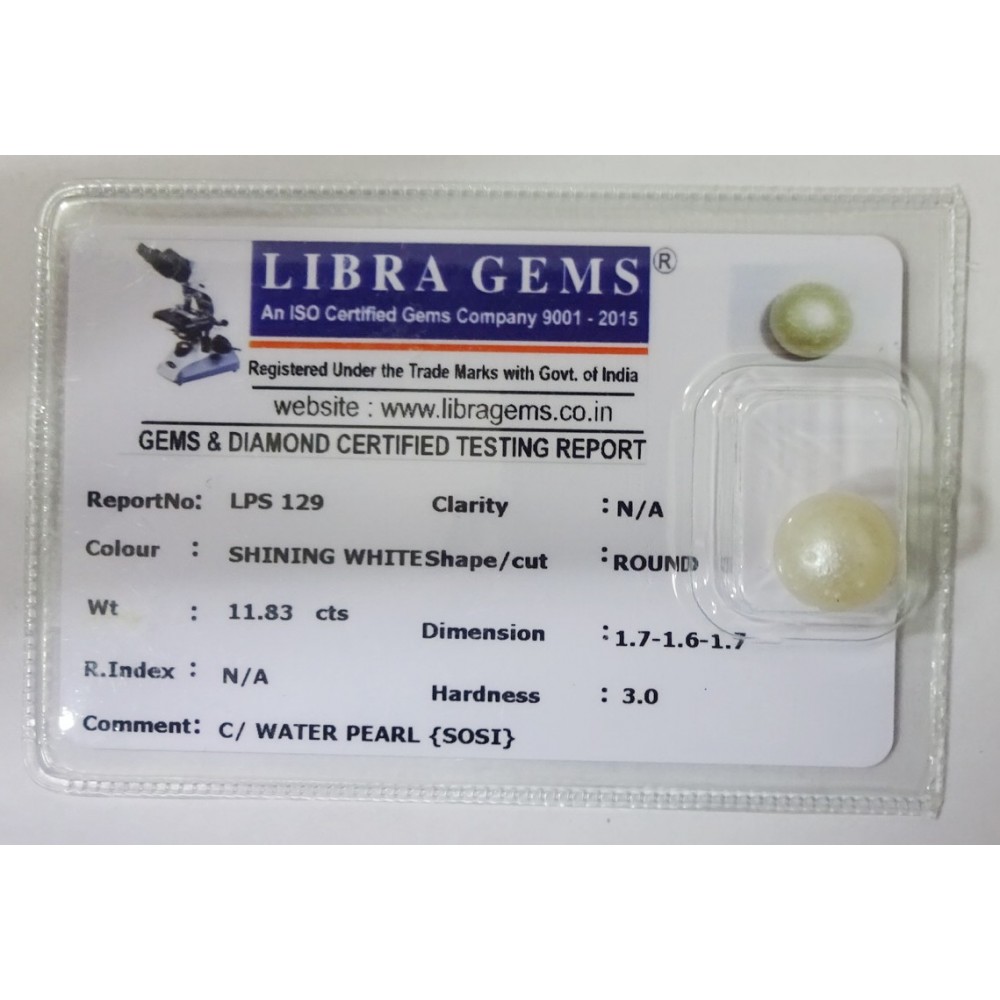 LIBRA GEMS ®
An ISO Certified Gems Company 9001 - 2015
Registered Under the Trade Marks with Govt. of India
website : www.libragems.co.in
GEMS & DIAMOND CERTIFIED TESTING REPORT
ReportNo: LPS 129 Clarity : N/A
Colour : SHINING WHITE Shape/cut : ROUND
Wt : 11.83 cts Dimension : 1.7-1.6-1.7
R.Index : N/A Hardness : 3.0
Comment: C/ WATER PEARL {SOSI}